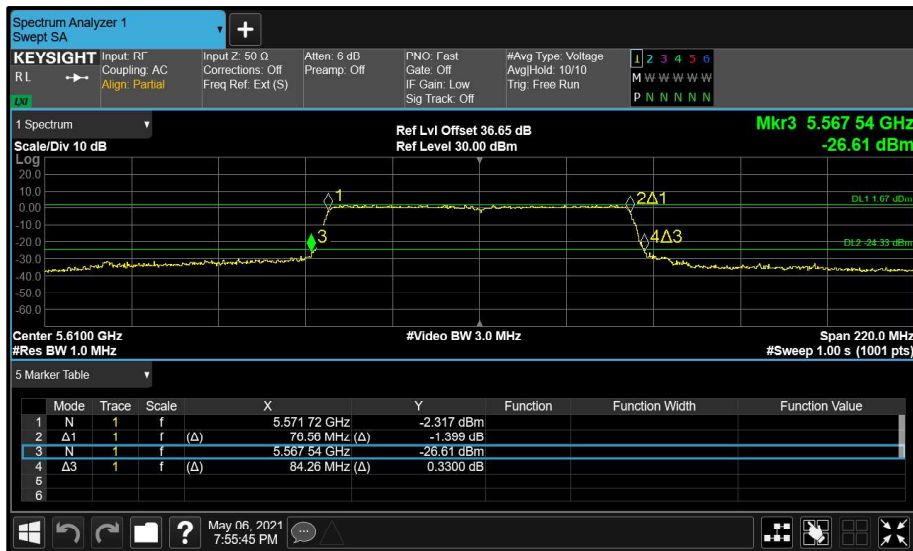 Spectrum Analyzer 1
Swept SA
+
KEYSIGHT
RL
LXI
Input: RF
Coupling: AC
Align: Partial
Input Z: 50 Ω
Corrections: Off
Freq Ref: Ext (S)
Atten: 6 dB
Preamp: Off
PNO: Fast
Gate: Off
IF Gain: Low
Sig Track: Off
#Avg Type: Voltage
Avg|Hold: 10/10
Trig: Free Run
1 2 3 4 5 6
M W W W W W
P N N N N N
1 Spectrum
Scale/Div 10 dB
Ref Lvl Offset 36.65 dB
Ref Level 30.00 dBm
Mkr3 5.567 54 GHz
-26.61 dBm
Log
20.0
10.0
0.00
-10.0
-20.0
-30.0
-40.0
-50.0
-60.0
1
2Δ1
3
4Δ3
DL1 1.67 dBm
DL2 -24.33 dBm
Center 5.6100 GHz
#Res BW 1.0 MHz
#Video BW 3.0 MHz
Span 220.0 MHz
#Sweep 1.00 s (1001 pts)
5 Marker Table
Mode Trace Scale X Y Function Function Width Function Value
1 N 1 f 5.571 72 GHz -2.317 dBm
2 Δ1 1 f (Δ) 76.56 MHz (Δ) -1.399 dB
3 N 1 f 5.567 54 GHz -26.61 dBm
4 Δ3 1 f (Δ) 84.26 MHz (Δ) 0.3300 dB
5
6
?
May 06, 2021
7:55:45 PM